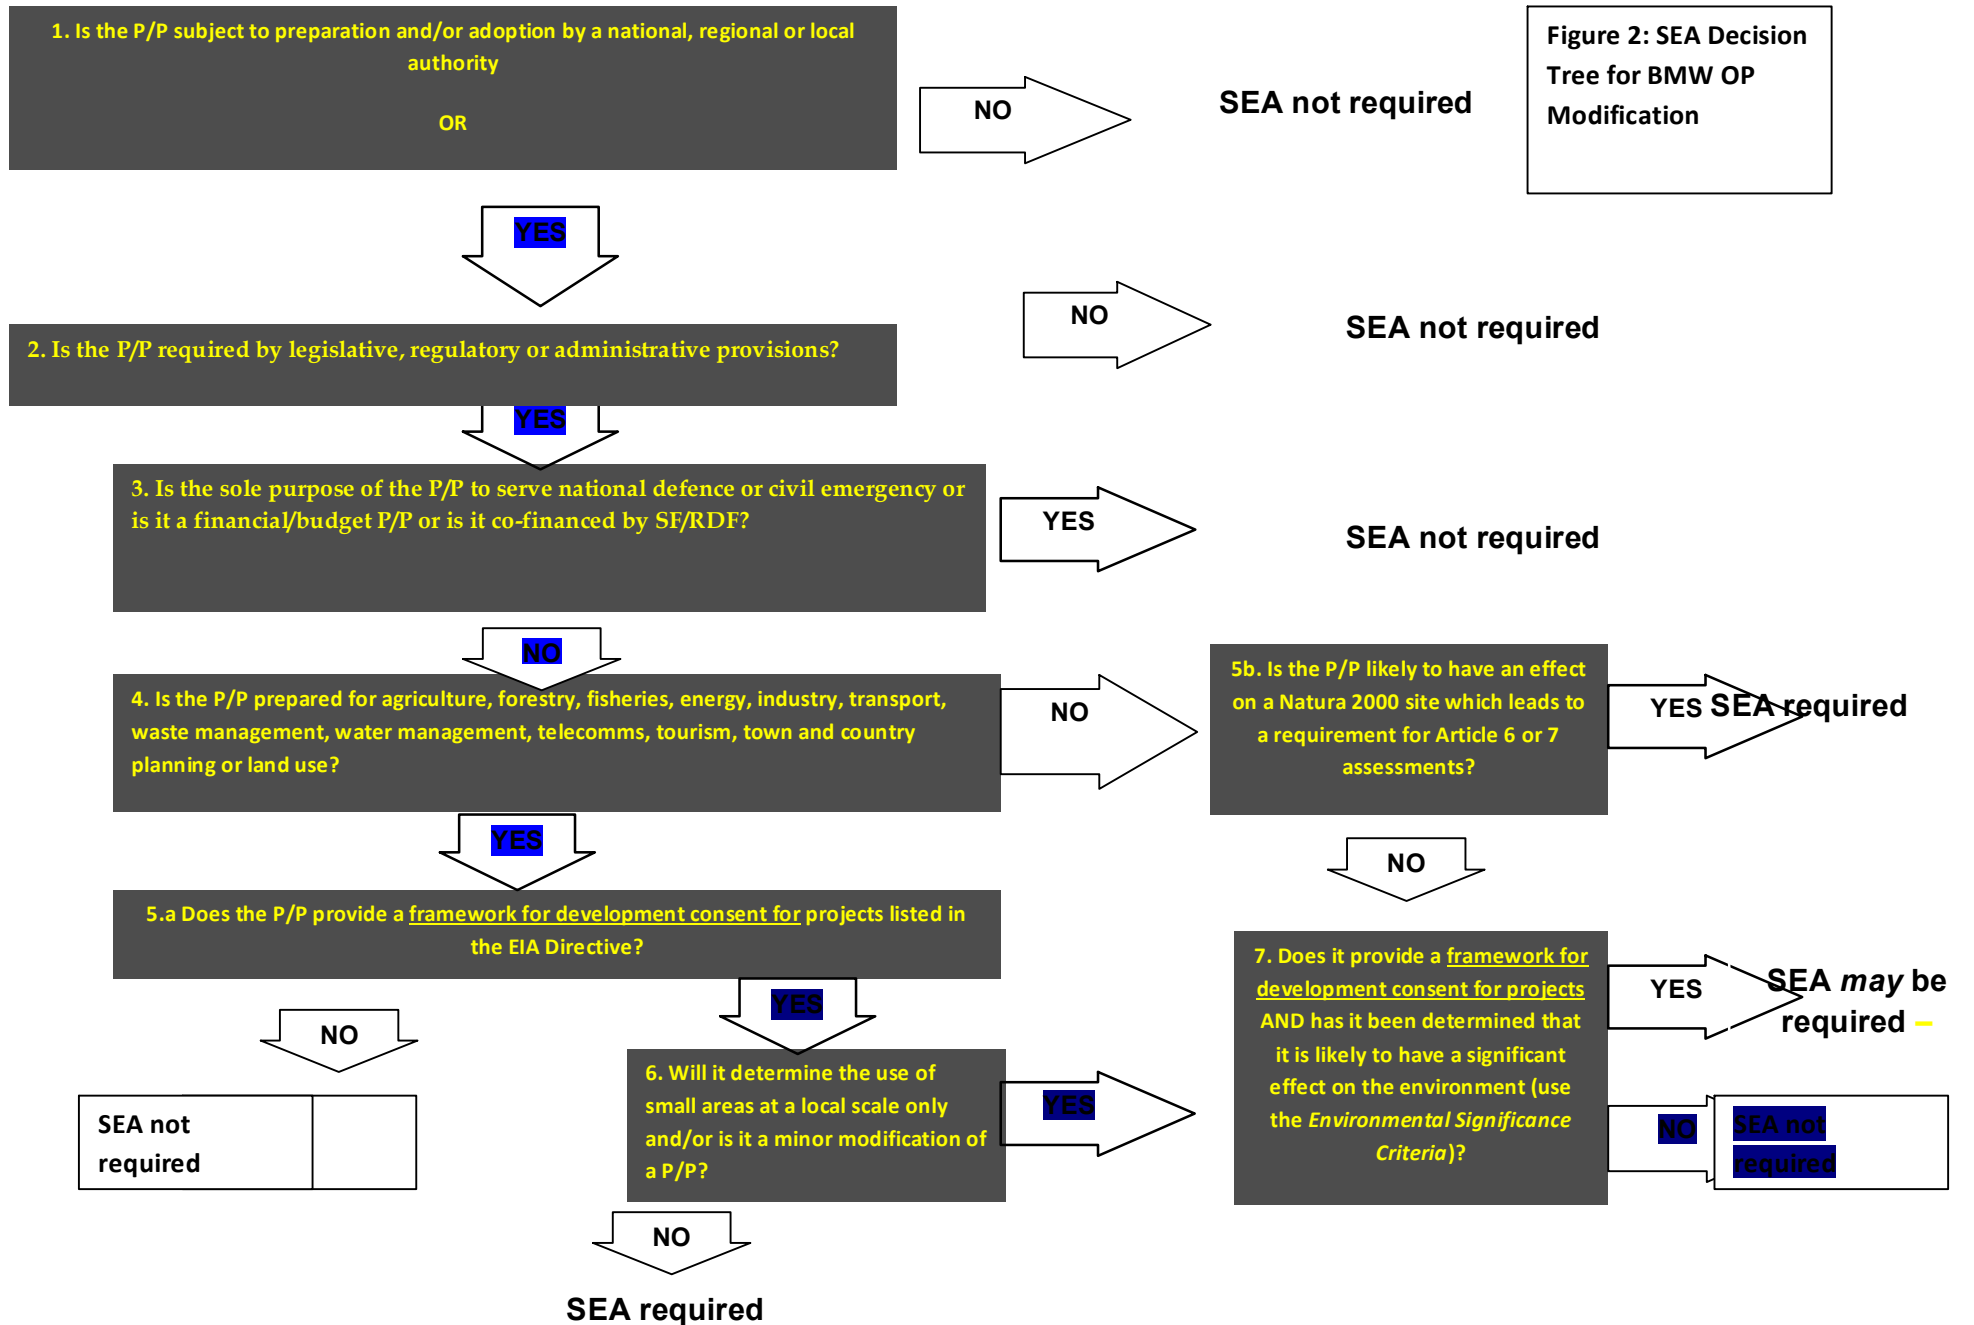 1. Is the P/P subject to preparation and/or adoption by a national, regional or local
authority
OR
NO
SEA not required
Figure 2: SEA Decision
Tree for BMW OP
Modification
YES
2. Is the P/P required by legislative, regulatory or administrative provisions?
NO
SEA not required
YES
3. Is the sole purpose of the P/P to serve national defence or civil emergency or
is it a financial/budget P/P or is it co-financed by SF/RDF?
YES
SEA not required
NO
4. Is the P/P prepared for agriculture, forestry, fisheries, energy, industry, transport,
waste management, water management, telecomms, tourism, town and country
planning or land use?
NO
5b. Is the P/P likely to have an effect
on a Natura 2000 site which leads to
a requirement for Article 6 or 7
assessments?
YES
SEA required
YES
NO
5.a Does the P/P provide a framework for development consent for projects listed in
the EIA Directive?
NO
SEA not
required
YES
6. Will it determine the use of
small areas at a local scale only
and/or is it a minor modification of
a P/P?
YES
7. Does it provide a framework for
development consent for projects
AND has it been determined that
it is likely to have a significant
effect on the environment (use
the Environmental Significance
Criteria)?
YES
SEA may be
required –
NO
SEA not
required
NO
SEA required